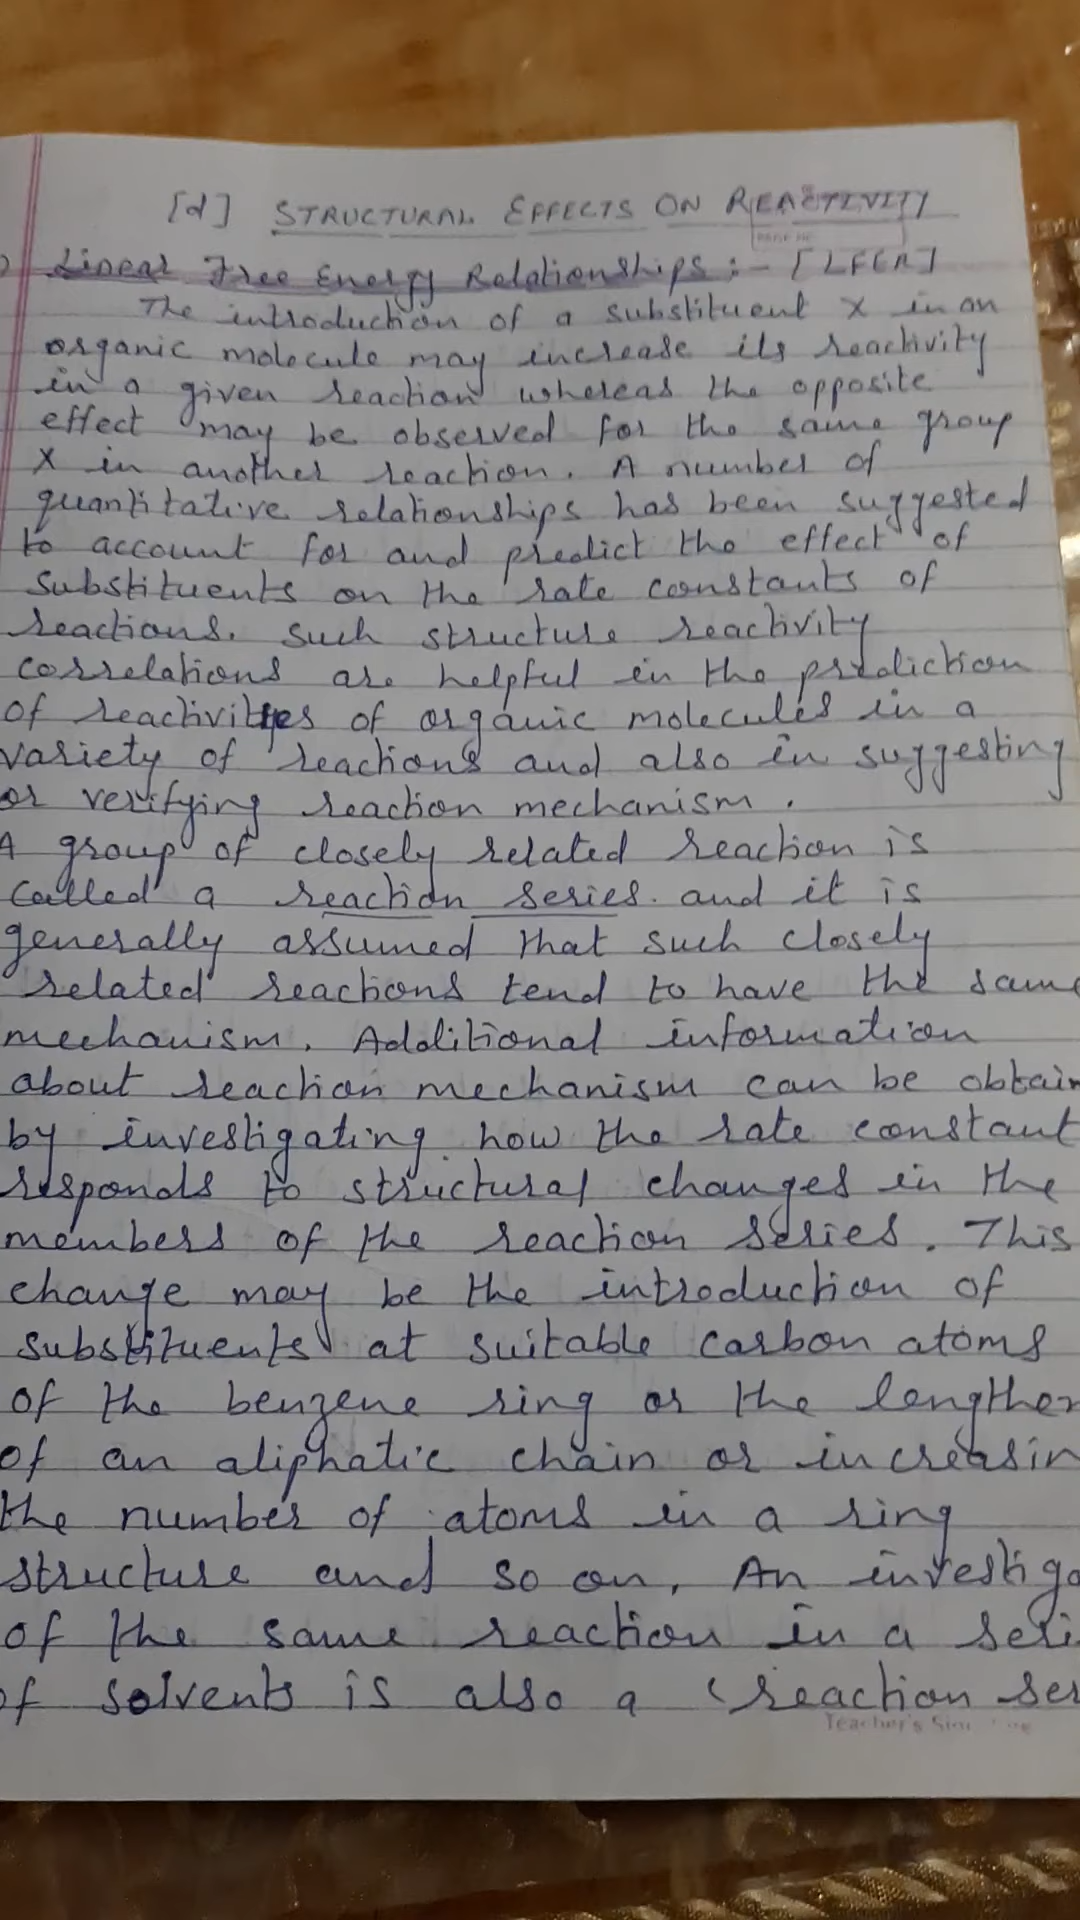 [d] STRUCTURAL EFFECTS ON REACTIVITY
PAGE NO
Linear Free Energy Relationships :- [LFER]
The introduction of a substituent X in an
organic molecule may increase its reactivity
in a given reaction whereas the opposite
effect may be observed for the same group
X in another reaction. A number of
quantitative relationships has been suggested
to account for and predict the effect of
substituents on the rate constants of
reactions. Such structure reactivity
correlations are helpful in the prediction
of reactivities of organic molecules in a
variety of reactions and also in suggesting
or verifying reaction mechanism.
A group of closely related reaction is
called a reaction series. and it is
generally assumed that such closely
related reactions tend to have the same
mechanism. Additional information
about reaction mechanism can be obtain
by investigating how the rate constant
responds to structural changes in the
members of the reaction series. This
change may be the introduction of
substituents at suitable carbon atoms
of the benzene ring or the lengthen
of an aliphatic chain or increasin
the number of atoms in a ring
structure and so on. An investiga
of the same reaction in a seri
of solvents is also a reaction ser
Teacher's